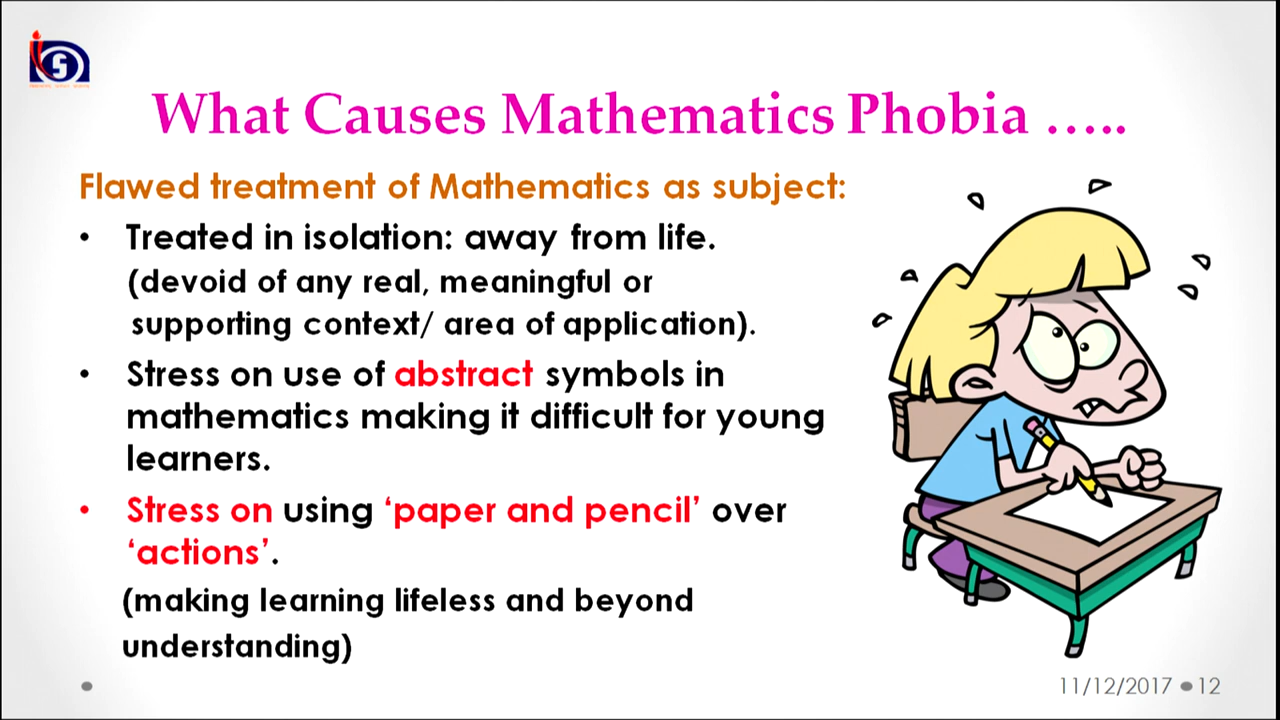 What Causes Mathematics Phobia .....
Flawed treatment of Mathematics as subject:
• Treated in isolation: away from life.
(devoid of any real, meaningful or
supporting context/ area of application).
• Stress on use of abstract symbols in
mathematics making it difficult for young
learners.
• Stress on using ‘paper and pencil’ over
‘actions’.
(making learning lifeless and beyond
understanding)
11/12/2017 • 12